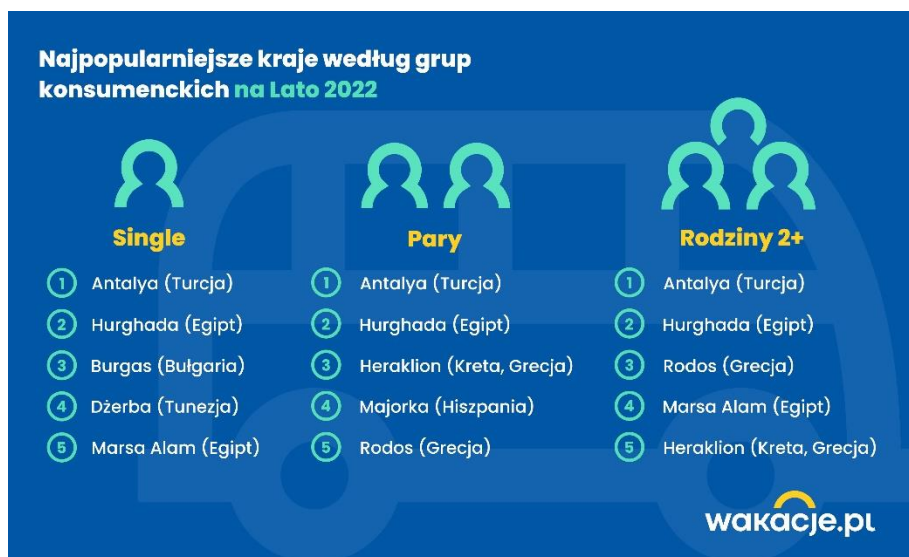 Najpopularniejsze kraje według grup
konsumenckich na Lato 2022
Single
1 Antalya (Turcja)
2 Hurghada (Egipt)
3 Burgas (Bułgaria)
4 Dżerba (Tunezja)
5 Marsa Alam (Egipt)
Pary
1 Antalya (Turcja)
2 Hurghada (Egipt)
3 Heraklion (Kreta, Grecja)
4 Majorka (Hiszpania)
5 Rodos (Grecja)
Rodziny 2+
1 Antalya (Turcja)
2 Hurghada (Egipt)
3 Rodos (Grecja)
4 Marsa Alam (Egipt)
5 Heraklion (Kreta, Grecja)
wakacje.pl